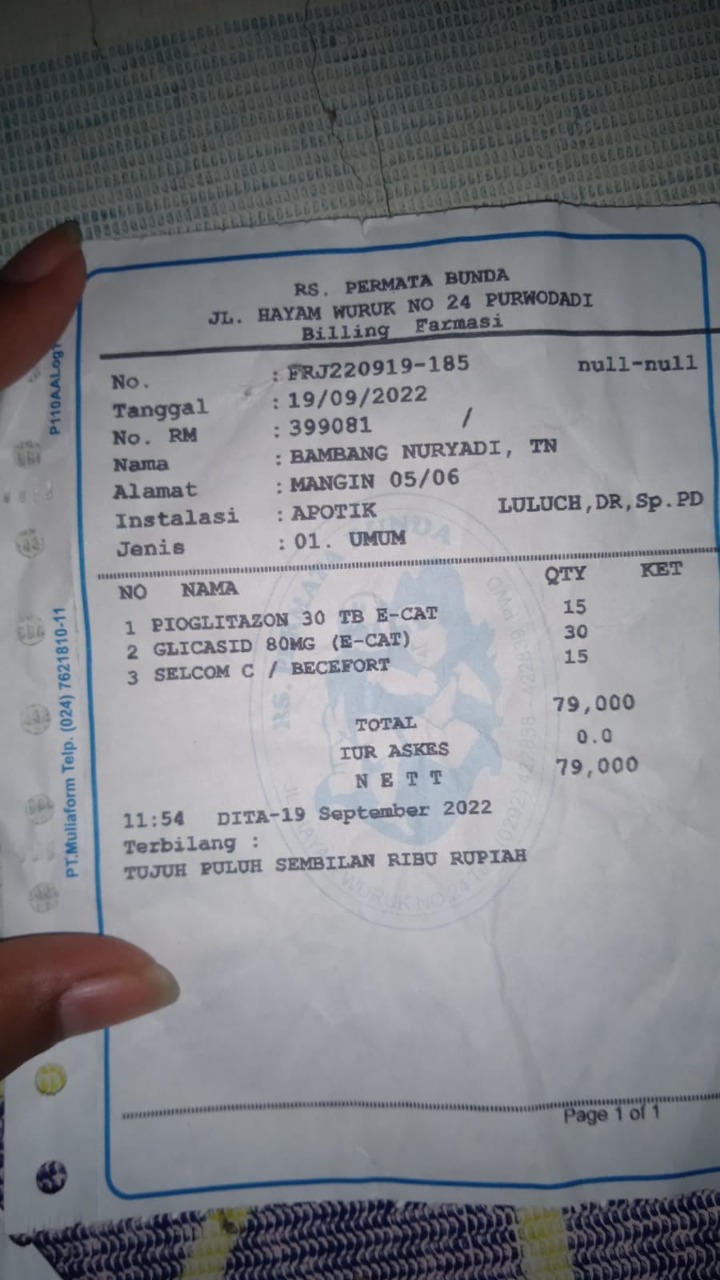 RS. PERMATA BUNDA
JL. HAYAM WURUK NO 24 PURWODADI
Billing Farmasi
No. : FRJ220919-185 null-null
Tanggal : 19/09/2022
No. RM : 399081 /
Nama : BAMBANG NURYADI, TN
Alamat : MANGIN 05/06
Instalasi : APOTIK LULUCH,DR,Sp.PD
Jenis : 01. UMUM
NO NAMA QTY KET
1 PIOGLITAZON 30 TB E-CAT 15
2 GLICASID 80MG (E-CAT) 30
3 SELCOM C / BECEFORT 15
TOTAL 79,000
IUR ASKES 0.0
N E T T 79,000
11:54 DITA-19 September 2022
Terbilang :
TUJUH PULUH SEMBILAN RIBU RUPIAH
Page 1 of 1
PT.Muliaform Telp. (024) 7621810-11